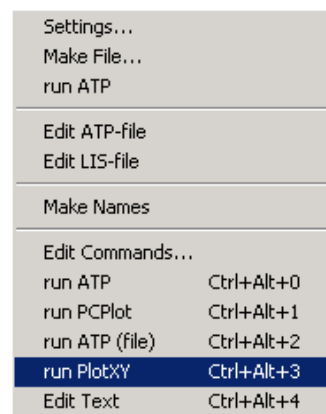 Settings...
Make File...
run ATP
Edit ATP-file
Edit LIS-file
Make Names
Edit Commands...
run ATP Ctrl+Alt+0
run PCPlot Ctrl+Alt+1
run ATP (file) Ctrl+Alt+2
run PlotXY Ctrl+Alt+3
Edit Text Ctrl+Alt+4